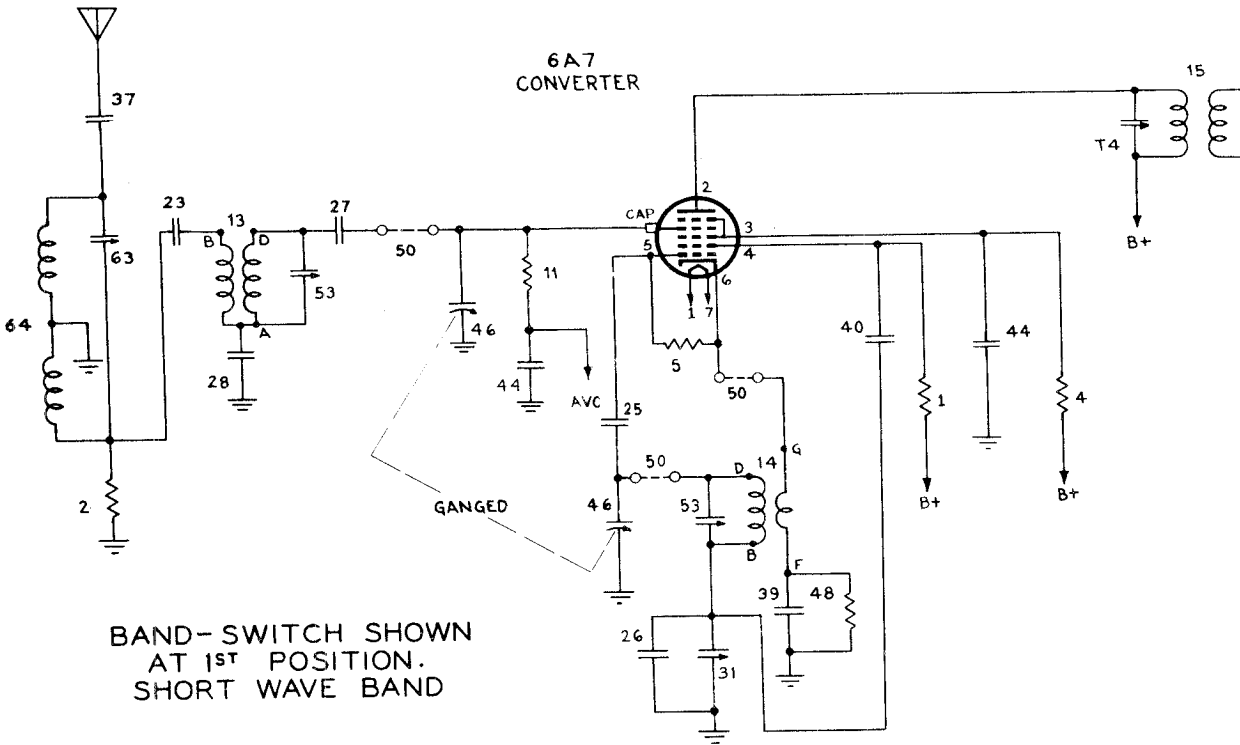 6A7
CONVERTER
15
37
T4
2
CAP
3
23
13
27
B
D
5
4
B+
63
50
6
11
53
1
7
64
A
46
40
44
5
28
44
50
1
4
AVC
25
G
50
D
14
B+
B+
2
GANGED
46
53
B
F
39
48
26
31
BAND-SWITCH SHOWN
AT 1ST POSITION.
SHORT WAVE BAND